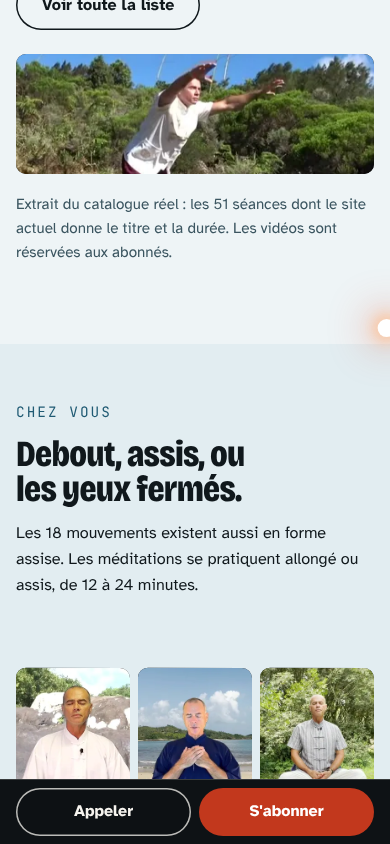 Voir toute la liste
Extrait du catalogue réel : les 51 séances dont le site
actuel donne le titre et la durée. Les vidéos sont
réservées aux abonnés.
CHEZ VOUS
Debout, assis, ou
les yeux fermés.
Les 18 mouvements existent aussi en forme
assise. Les méditations se pratiquent allongé ou
assis, de 12 à 24 minutes.
Appeler
S'abonner